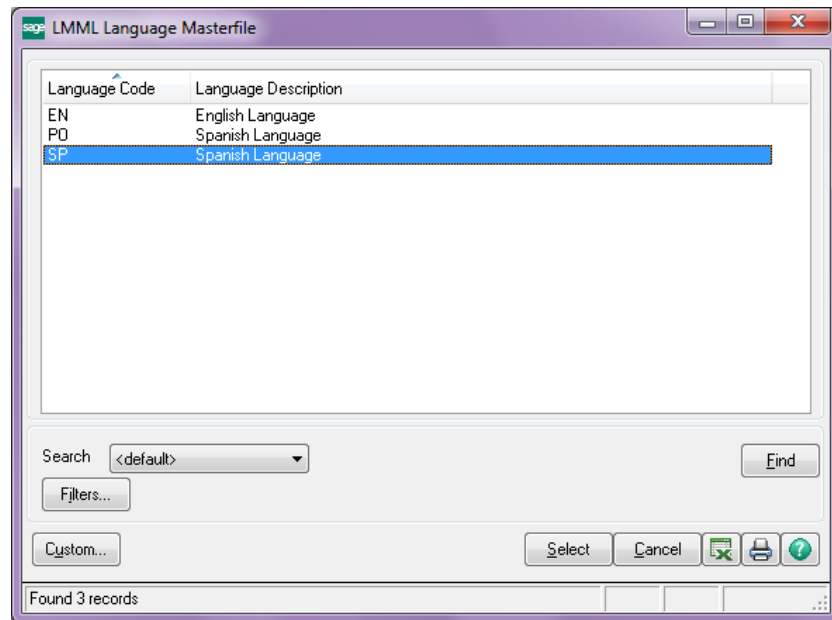 sage LMML Language Masterfile
Language Code Language Description
EN English Language
PO Spanish Language
SP Spanish Language
Search <default> Find
Filters...
Custom... Select Cancel
Found 3 records